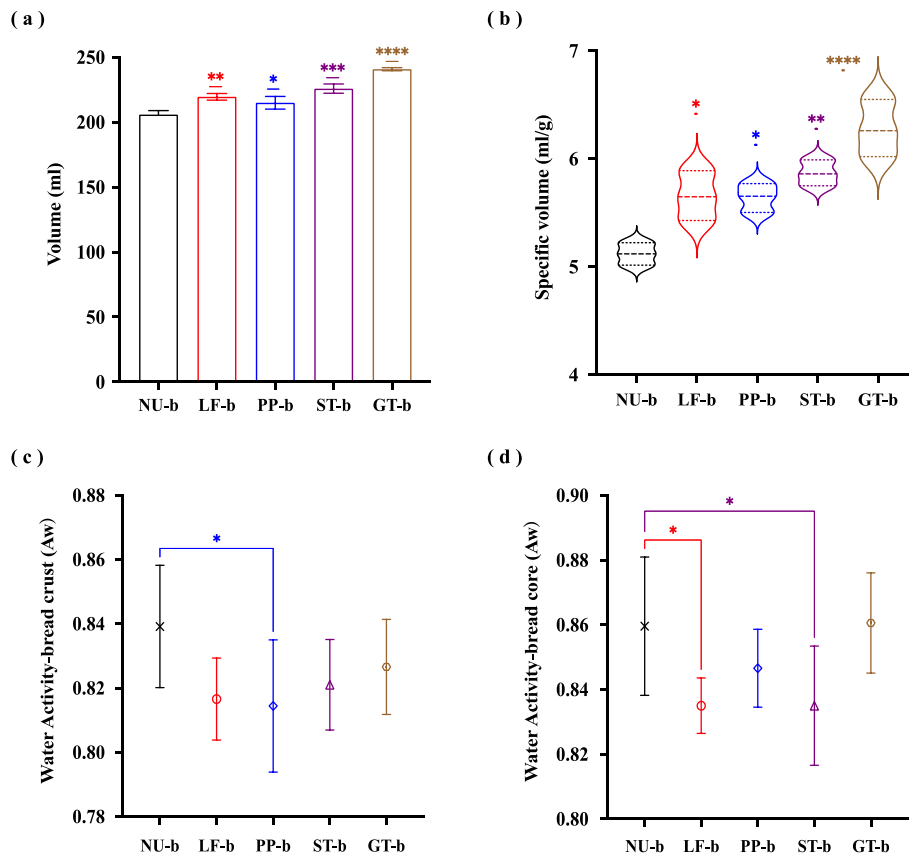 ( a )
250
200
150
100
50
0
Volume (ml)
**
*
***
****
NU-b LF-b PP-b ST-b GT-b
( b )
7
6
5
4
Specific volume (ml/g)
*
*
**
****
NU-b LF-b PP-b ST-b GT-b
( c )
0.88
0.86
0.84
0.82
0.80
0.78
Water Activity-bread crust (Aw)
*
NU-b LF-b PP-b ST-b GT-b
( d )
0.90
0.88
0.86
0.84
0.82
0.80
Water Activity-bread core (Aw)
*
*
NU-b LF-b PP-b ST-b GT-b